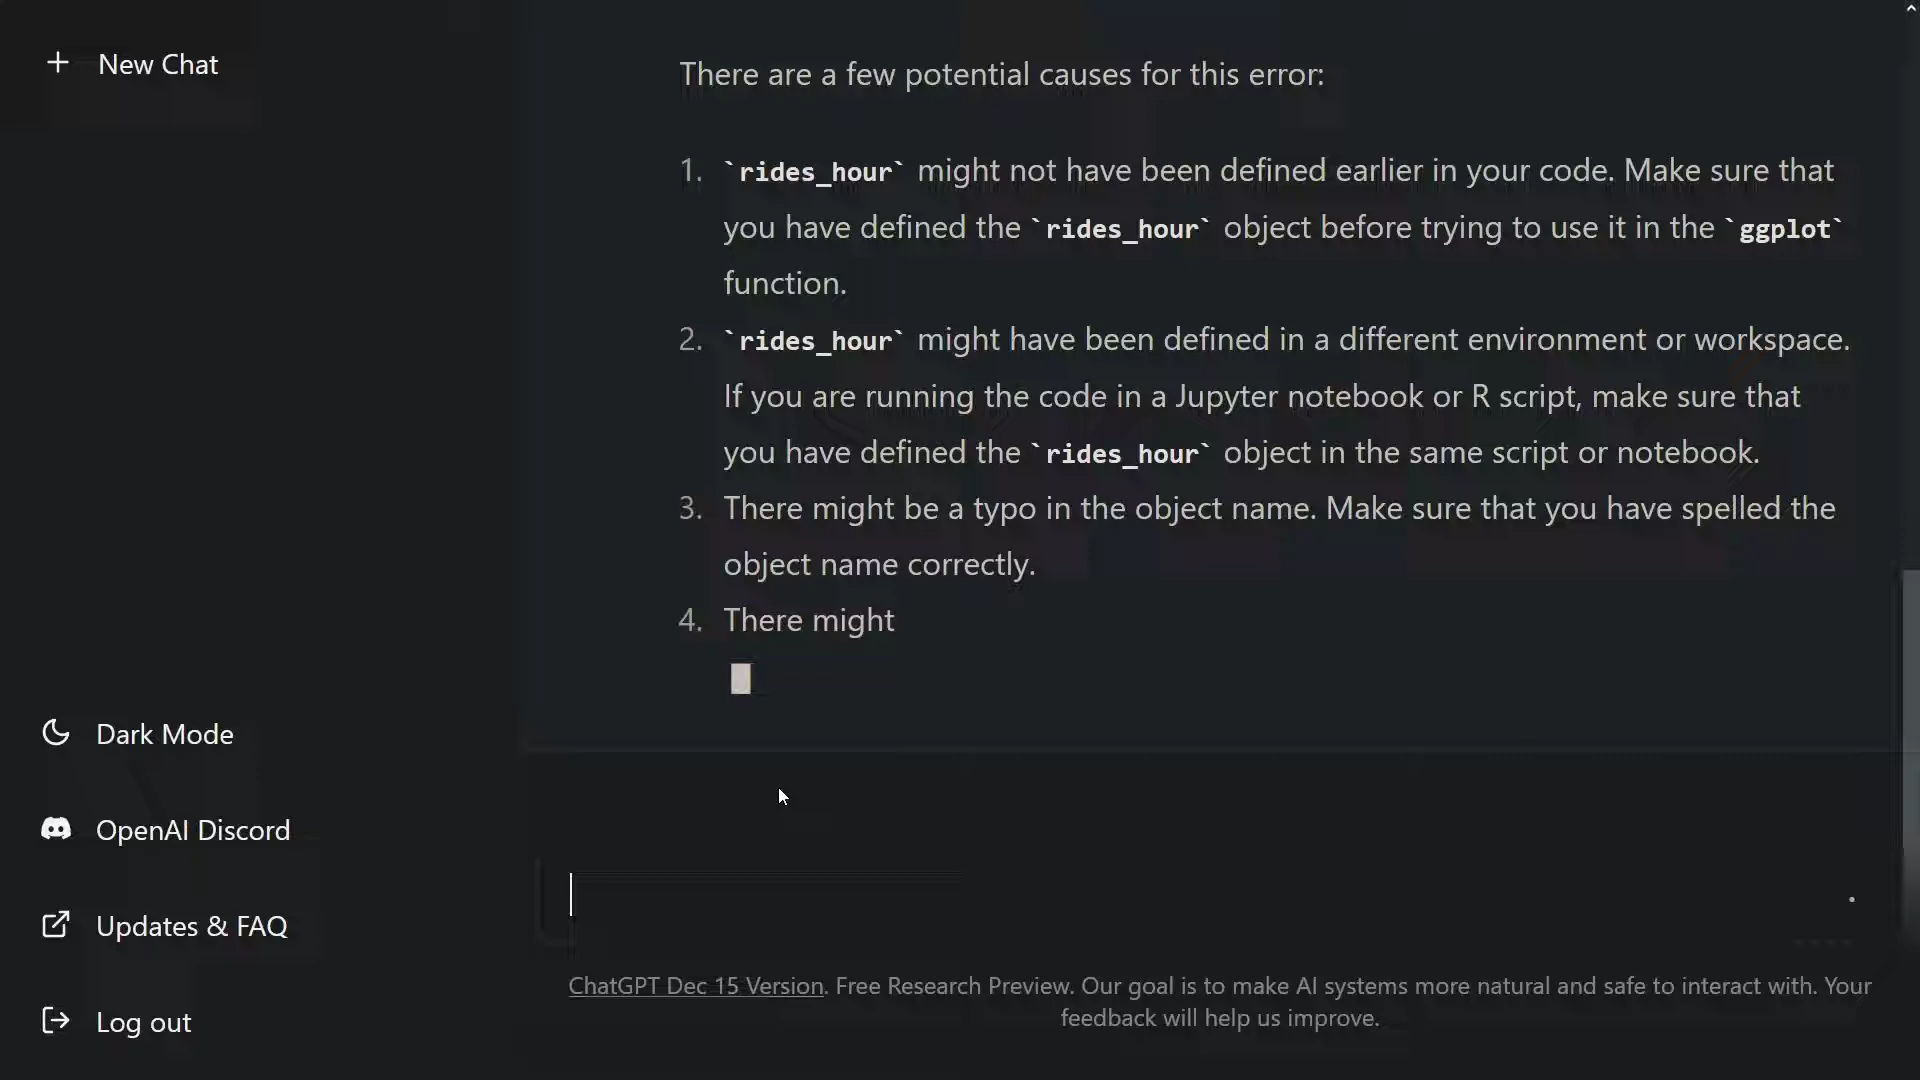 New Chat
There are a few potential causes for this error:
1. `rides_hour` might not have been defined earlier in your code. Make sure that
you have defined the `rides_hour` object before trying to use it in the `ggplot`
function.
2. `rides_hour` might have been defined in a different environment or workspace.
If you are running the code in a Jupyter notebook or R script, make sure that
you have defined the `rides_hour` object in the same script or notebook.
3. There might be a typo in the object name. Make sure that you have spelled the
object name correctly.
4. There might
Dark Mode
OpenAI Discord
Updates & FAQ
Log out
ChatGPT Dec 15 Version. Free Research Preview. Our goal is to make AI systems more natural and safe to interact with. Your
feedback will help us improve.